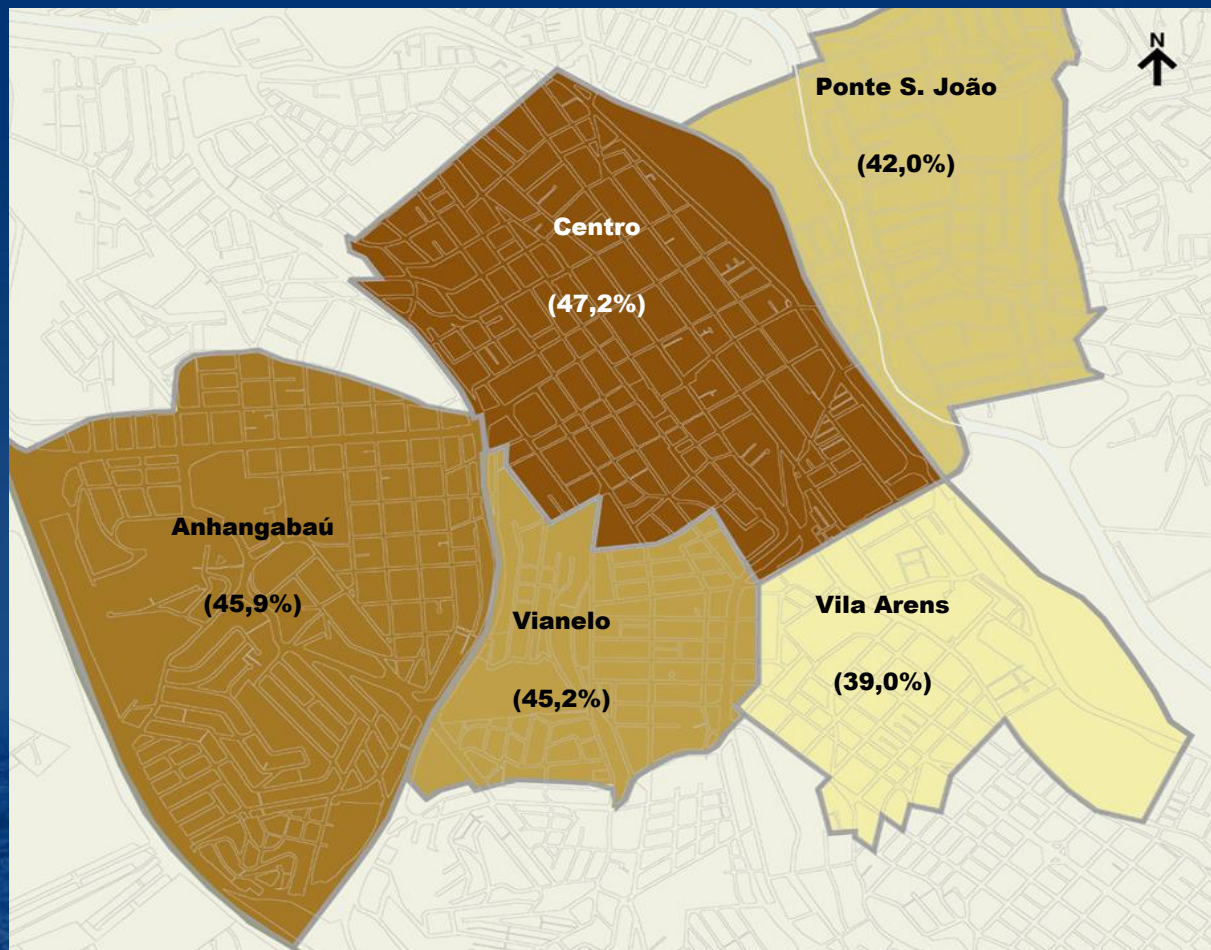 N
Ponte S. João
(42,0%)
Centro
(47,2%)
Anhangabaú
(45,9%)
Vianelo
(45,2%)
Vila Arens
(39,0%)